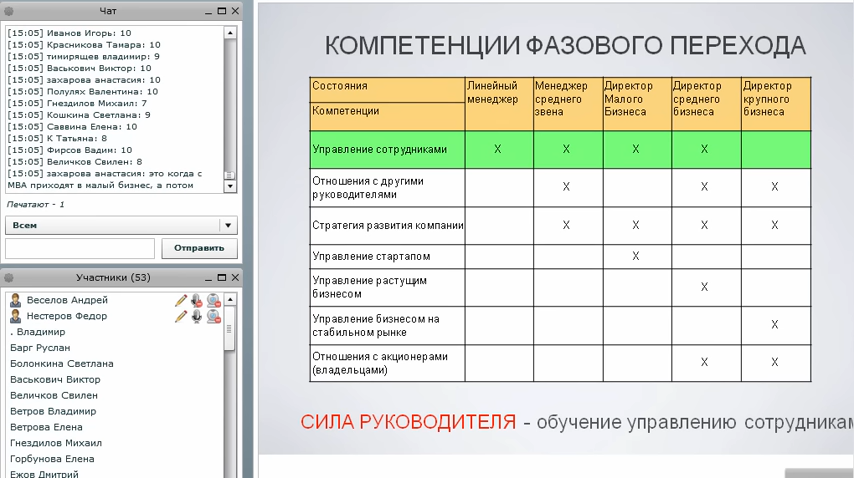 Чат
[15:05] Иванов Игорь: 10
[15:05] Красникова Тамара: 10
[15:05] тимирящев владимир: 9
[15:05] Васькович Виктор: 10
[15:05] захарова анастасия: 10
[15:05] Полулях Валентина: 10
[15:05] Гнездилов Михаил: 7
[15:05] Кошкина Светлана: 9
[15:05] Саввина Елена: 10
[15:05] К Татьяна: 8
[15:05] Фирсов Вадим: 10
[15:05] Величков Свилен: 8
[15:05] захарова анастасия: это когда с
МВА приходят в малый бизнес, а потом
Печатают - 1
Всем
Отправить
Участники (53)
Веселов Андрей
Нестеров Федор
. Владимир
Барг Руслан
Болонкина Светлана
Васькович Виктор
Величков Свилен
Ветров Владимир
Ветрова Елена
Гнездилов Михаил
Горбунова Елена
Ежов Дмитрий
КОМПЕТЕНЦИИ ФАЗОВОГО ПЕРЕХОДА
Состояния
Компетенции
Линейный
менеджер
Менеджер
среднего
звена
Директор
Малого
Бизнеса
Директор
среднего
бизнеса
Директор
крупного
бизнеса
Управление сотрудниками X X X X
Отношения с другими
руководителями X X X
Стратегия развития компании X X X X
Управление стартапом X
Управление растущим
бизнесом X
Управление бизнесом на
стабильном рынке X
Отношения с акционерами
(владельцами) X X
СИЛА РУКОВОДИТЕЛЯ - обучение управлению сотрудникам